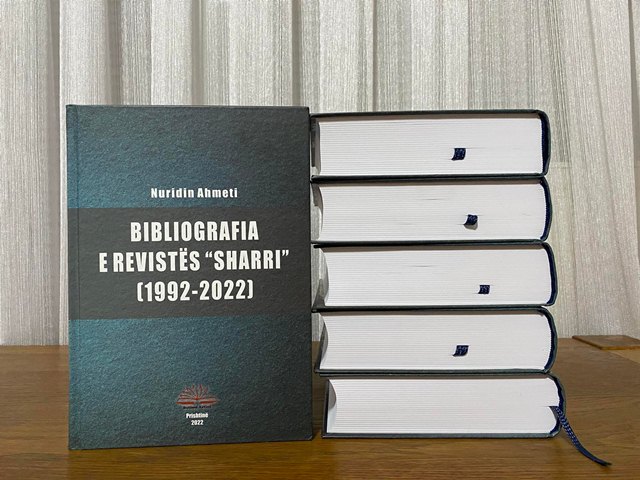 Nuridin Ahmeti
BIBLIOGRAFIA
E REVISTËS “SHARRI”
(1992-2022)
Prishtinë
2022